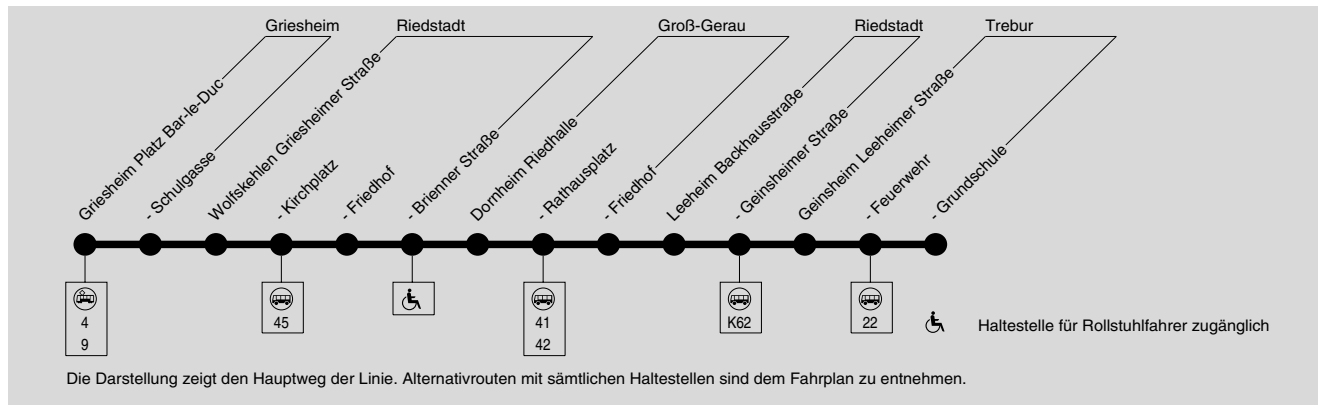 Griesheim
Riedstadt
Groß-Gerau
Riedstadt
Trebur
Griesheim Platz Bar-le-Duc
- Schulgasse
Wolfskehlen Griesheimer Straße
- Kirchplatz
- Friedhof
- Brienner Straße
Dornheim Riedhalle
- Rathausplatz
- Friedhof
Leeheim Backhausstraße
- Geinsheimer Straße
Geinsheim Leeheimer Straße
- Feuerwehr
- Grundschule
4
9
45
41
42
K62
22
Haltestelle für Rollstuhlfahrer zugänglich
Die Darstellung zeigt den Hauptweg der Linie. Alternativrouten mit sämtlichen Haltestellen sind dem Fahrplan zu entnehmen.